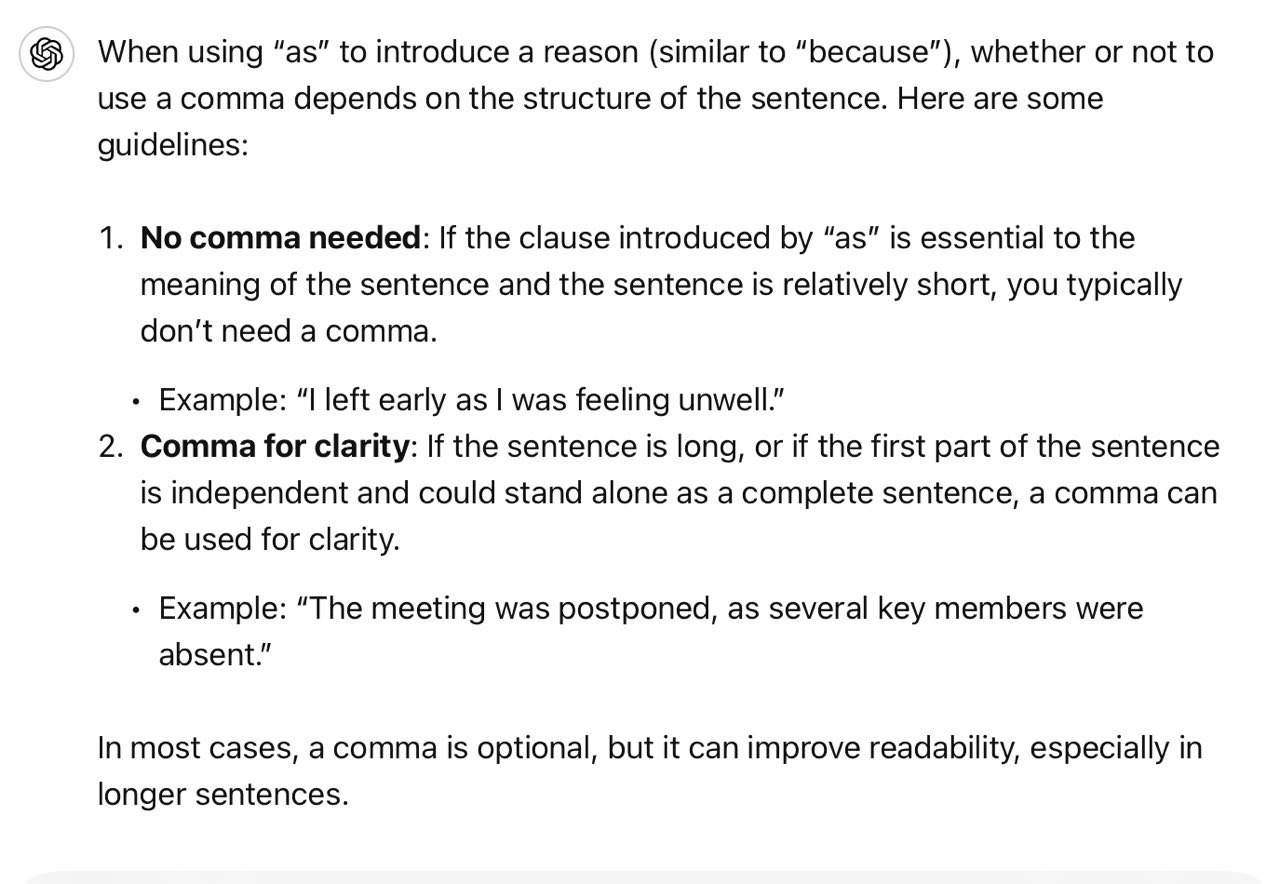 When using “as” to introduce a reason (similar to “because”), whether or not to
use a comma depends on the structure of the sentence. Here are some
guidelines:
1. No comma needed: If the clause introduced by “as” is essential to the
meaning of the sentence and the sentence is relatively short, you typically
don’t need a comma.
• Example: “I left early as I was feeling unwell.”
2. Comma for clarity: If the sentence is long, or if the first part of the sentence
is independent and could stand alone as a complete sentence, a comma can
be used for clarity.
• Example: “The meeting was postponed, as several key members were
absent.”
In most cases, a comma is optional, but it can improve readability, especially in
longer sentences.